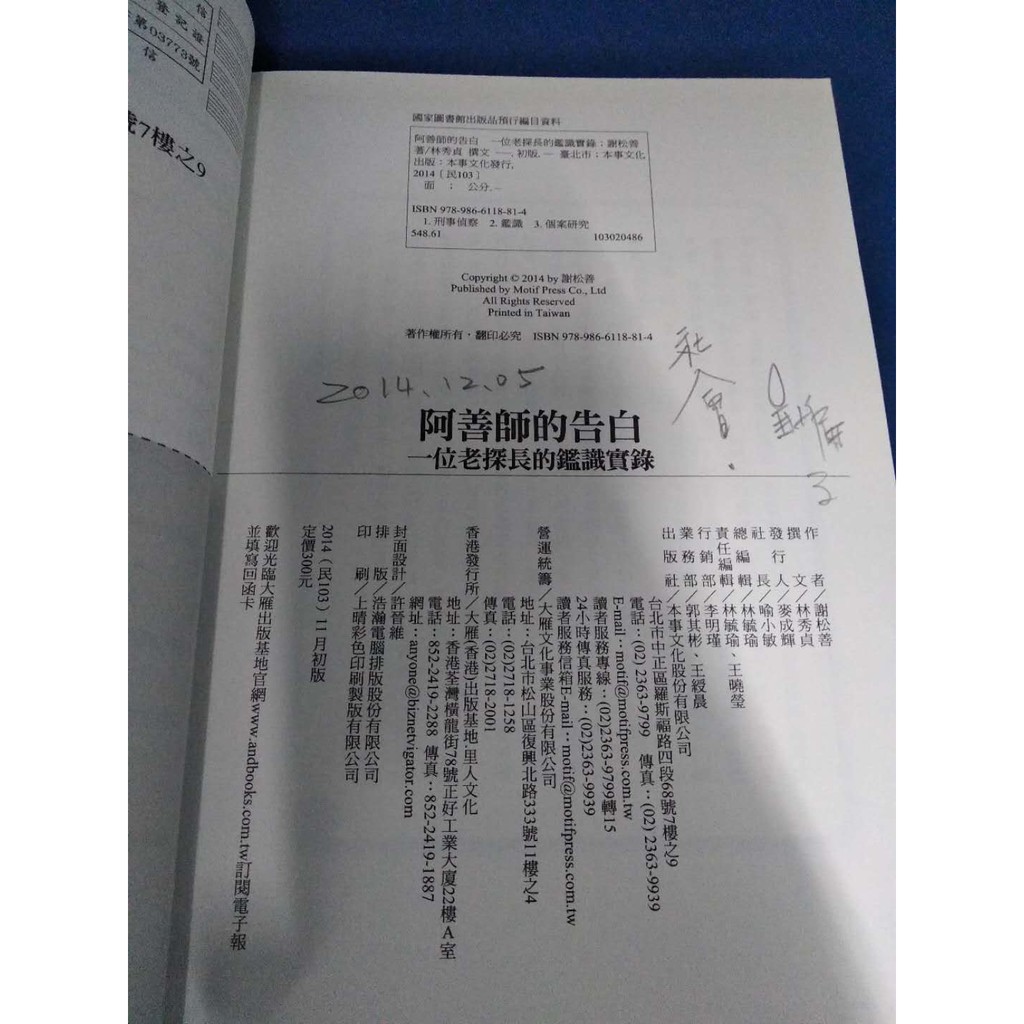 信
登記證
第03773號
信
號7樓之9
國家圖書館出版品預行編目資料
阿善師的告白 一位老探長的鑑識實錄：謝松善
著/林秀貞 撰文 一, 初版. 一 臺北市：本事文化
出版：本事文化發行,
2014［民103］
面 ； 公分.－
ISBN 978-986-6118-81-4
1. 刑事偵察 2. 鑑識 3. 個案研究
548.61 103020486
Copyright © 2014 by 謝松善
Published by Motif Press Co., Ltd
All Rights Reserved
Printed in Taiwan
著作權所有・翻印必究 ISBN 978-986-6118-81-4
2014.12.05
社會
阿善師的告白
一位老探長的鑑識實錄
作者/謝松善
撰文/林秀貞
發行人/麥成輝
社長/喻小敏
總編輯/林毓瑜、王曉瑩
責任編輯/林毓瑜
行銷部/李明瑾
業務部/郭其彬、王綬晨
出版社/本事文化股份有限公司
台北市中正區羅斯福路四段68號7樓之9
電話：(02) 2363-9799 傳真：(02) 2363-9939
E-mail：motif@motifpress.com.tw
讀者服務專線：(02)2363-9799轉15
24小時傳真服務：(02)2363-9939
讀者服務信箱E-mail：motif@motifpress.com.tw
營運統籌/大雁文化事業股份有限公司
地址：台北市松山區復興北路333號11樓之4
電話：(02)2718-1258
傳真：(02)2718-2001
香港發行所/大雁(香港)出版基地‧里人文化
地址：香港荃灣橫龍街78號正好工業大廈22樓A室
電話：852-2419-2288 傳真：852-2419-1887
網址：anyone@biznetvigator.com
封面設計/許晉維
排版/浩瀚電腦排版股份有限公司
印刷/上晴彩色印刷製版有限公司
2014（民103）11月初版
定價300元
歡迎光臨大雁出版基地官網www.andbooks.com.tw訂閱電子報
並填寫回函卡